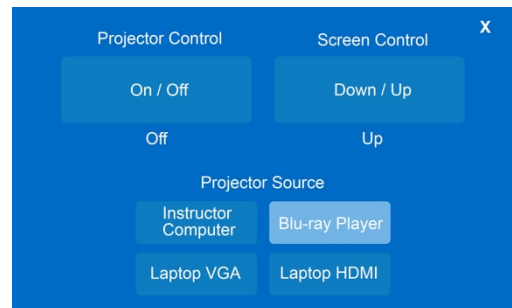 Projector Control
Screen Control
X
On / Off
Down / Up
Off
Up
Projector Source
Instructor
Computer
Blu-ray Player
Laptop VGA
Laptop HDMI